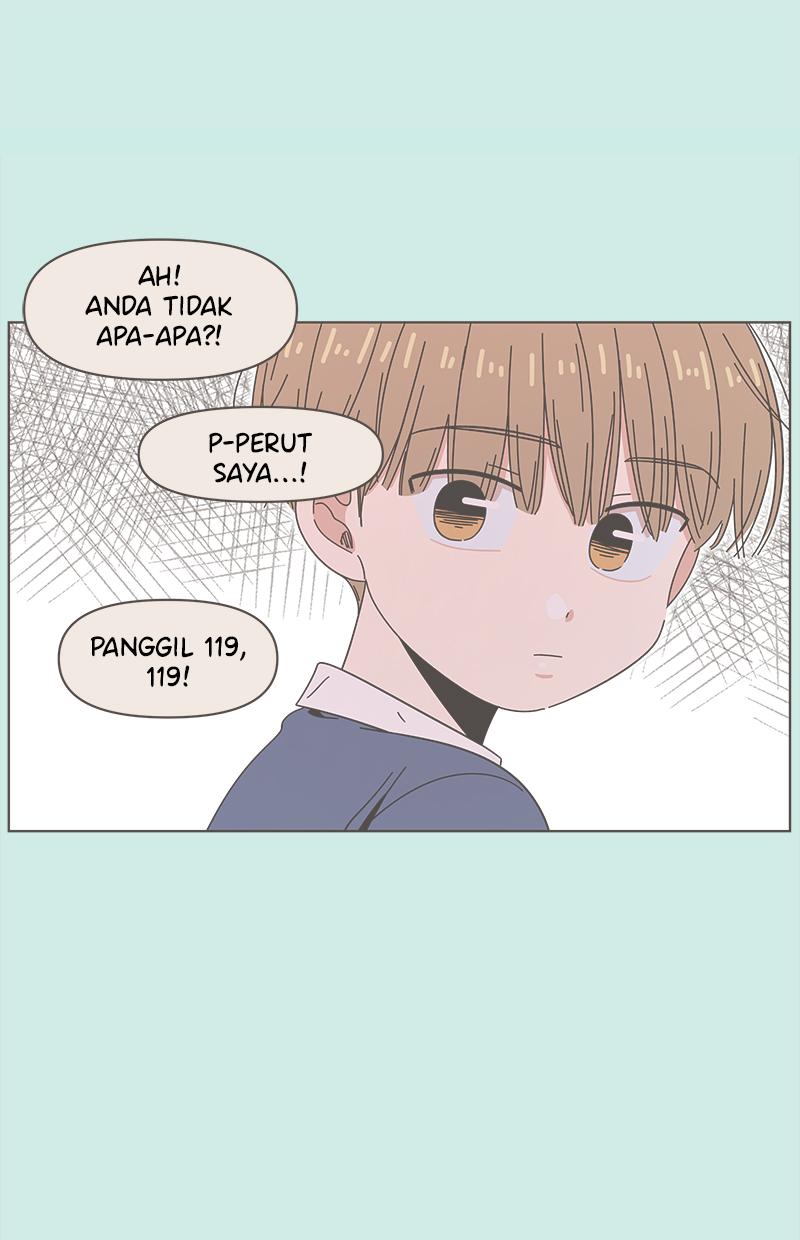 AH!
ANDA TIDAK
APA-APA?!
P-PERUT
SAYA...!
PANGGIL 119,
119!